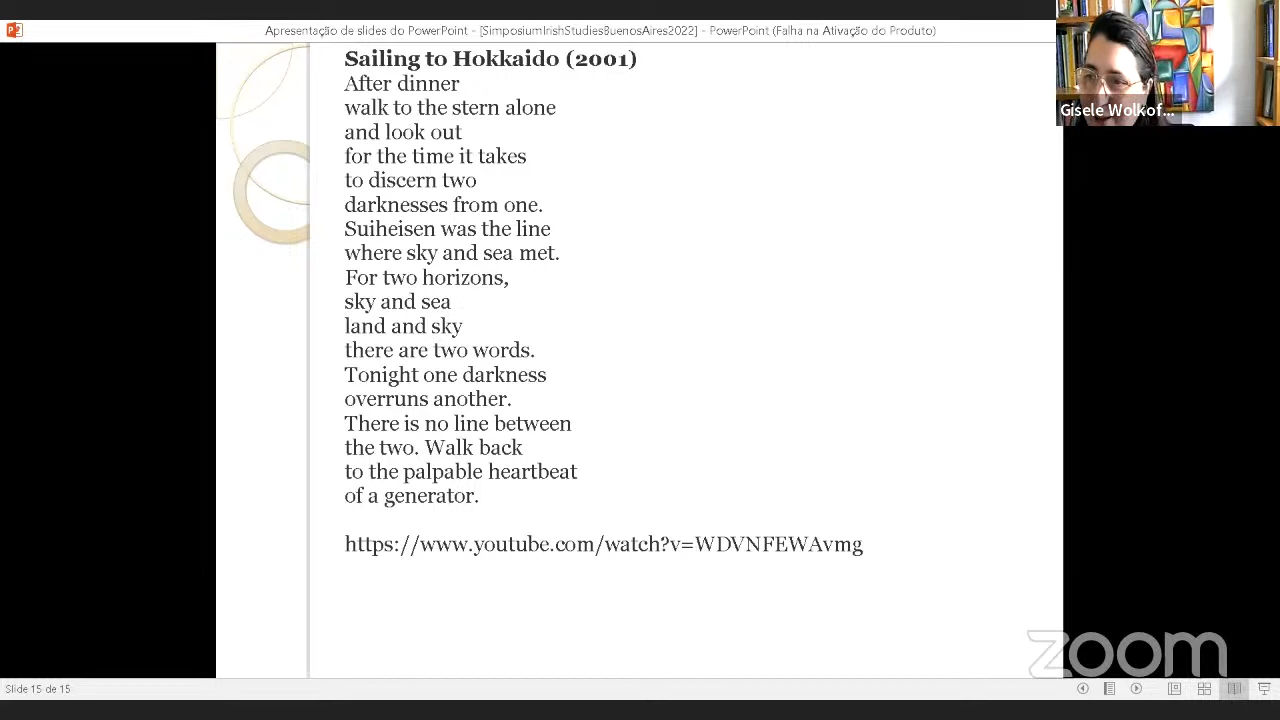 Apresentação de slides do PowerPoint - [SimposiumIrishStudiesBuenosAires2022] - PowerPoint (Falha na Ativação do Produto)
Gisele Wolkof...
Sailing to Hokkaido (2001)
After dinner
walk to the stern alone
and look out
for the time it takes
to discern two
darknesses from one.
Suiheisen was the line
where sky and sea met.
For two horizons,
sky and sea
land and sky
there are two words.
Tonight one darkness
overruns another.
There is no line between
the two. Walk back
to the palpable heartbeat
of a generator.
https://www.youtube.com/watch?v=WDVNFEWAvmg
zoom
Slide 15 de 15